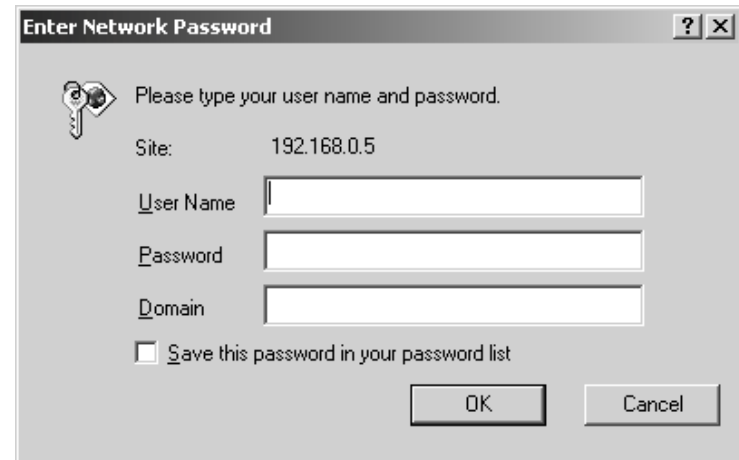 Enter Network Password
Please type your user name and password.
Site: 192.168.0.5
User Name
Password
Domain
Save this password in your password list
OK Cancel